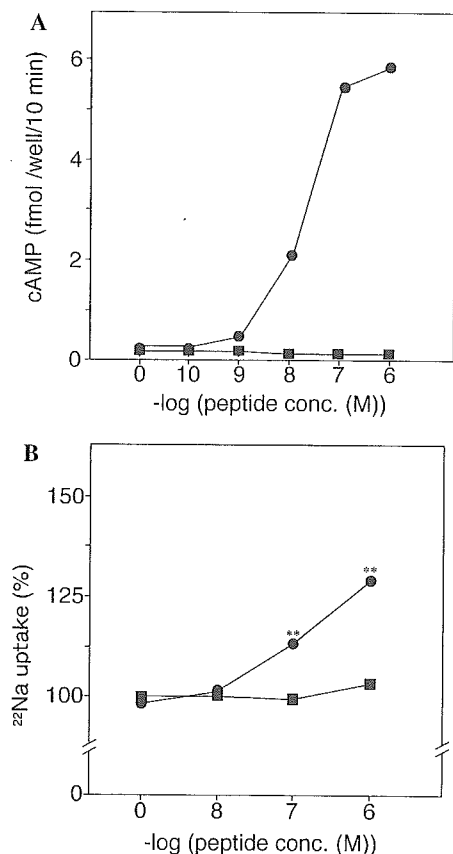 A
cAMP (fmol /well/10 min)
6
4
2
0
0 10 9 8 7 6
-log (peptide conc. (M))
B
²²Na uptake (%)
150
125
100
0
**
**
0 8 7 6
-log (peptide conc. (M))